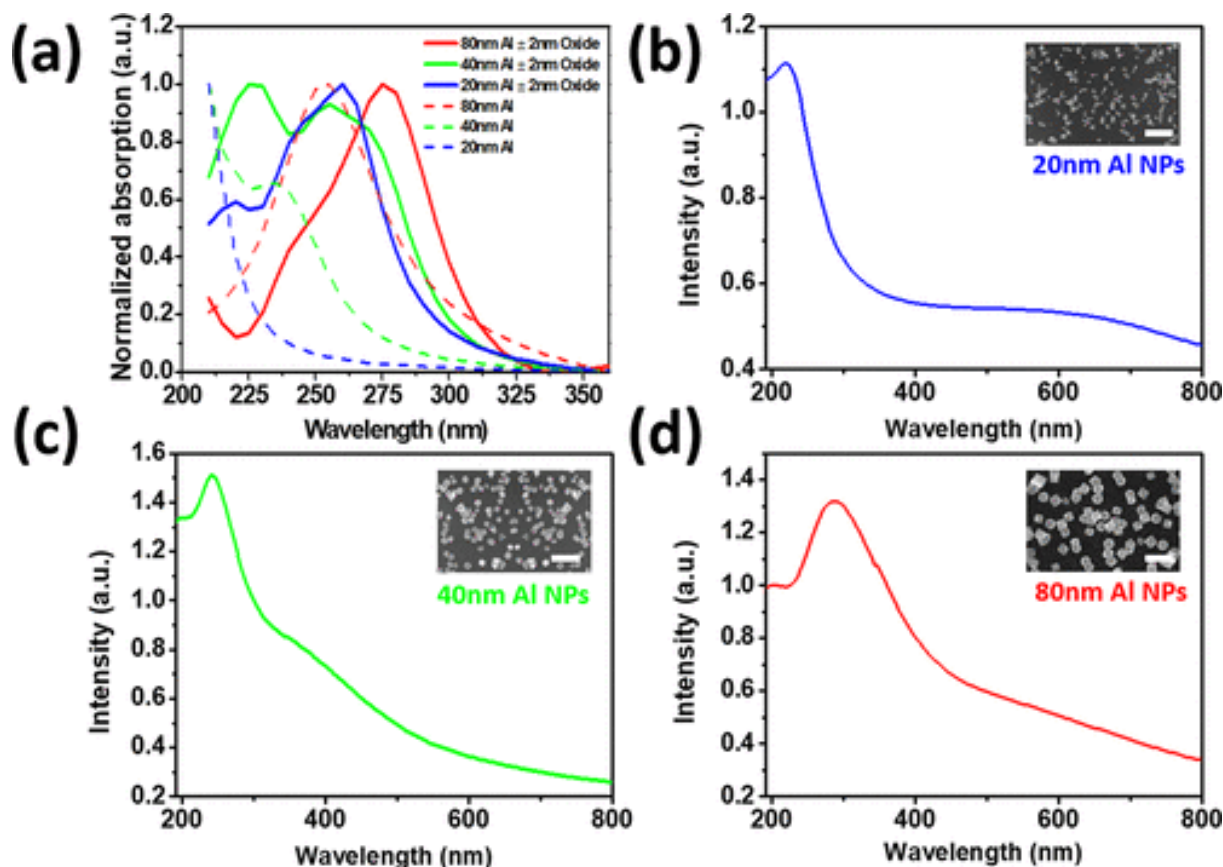 (a)
1.2
1.0
0.8
0.6
0.4
0.2
0.0
Normalized absorption (a.u.)
80nm Al ± 2nm Oxide
40nm Al ± 2nm Oxide
20nm Al ± 2nm Oxide
80nm Al
40nm Al
20nm Al
200 225 250 275 300 325 350
Wavelength (nm)
(b)
1.2
1.0
0.8
0.6
0.4
Intensity (a.u.)
20nm Al NPs
200 400 600 800
Wavelength (nm)
(c)
1.6
1.4
1.2
1.0
0.8
0.6
0.4
0.2
Intensity (a.u.)
40nm Al NPs
200 400 600 800
Wavelength (nm)
(d)
1.4
1.2
1.0
0.8
0.6
0.4
0.2
Intensity (a.u.)
80nm Al NPs
200 400 600 800
Wavelength (nm)